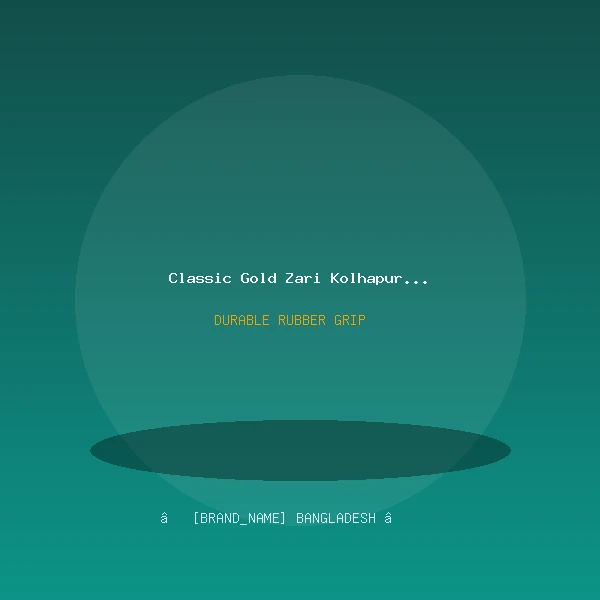 Classic Gold Zari Kolhapur...
DURABLE RUBBER GRIP
â [BRAND_NAME] BANGLADESH â